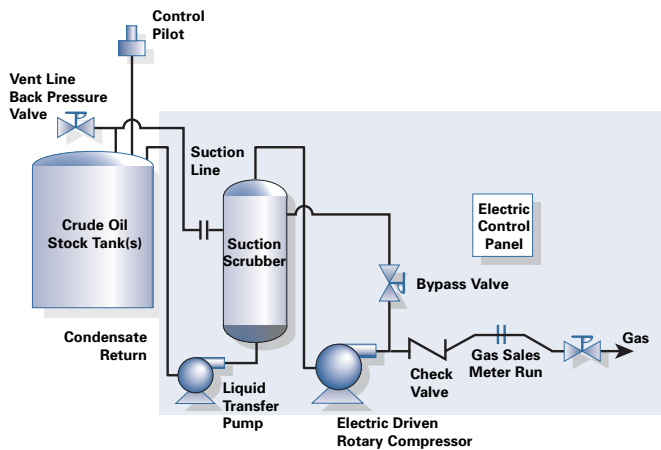 Control
Pilot
Vent Line
Back Pressure
Valve
Suction
Line
Crude Oil
Stock Tank(s)
Suction
Scrubber
Electric
Control
Panel
Bypass Valve
Condensate
Return
Liquid
Transfer
Pump
Electric Driven
Rotary Compressor
Check
Valve
Gas Sales
Meter Run
Gas